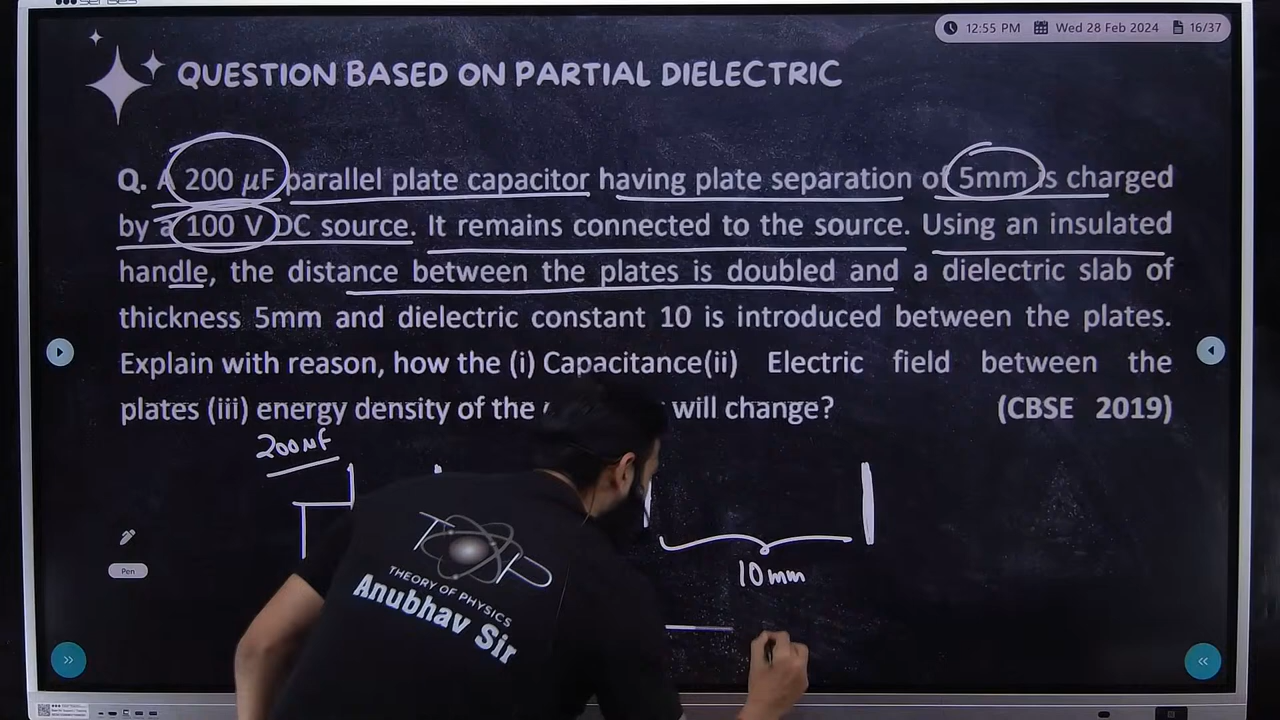 12:55 PM Wed 28 Feb 2024 16/37
QUESTION BASED ON PARTIAL DIELECTRIC
Q. A 200 μF parallel plate capacitor having plate separation of 5mm is charged
by a 100 V DC source. It remains connected to the source. Using an insulated
handle, the distance between the plates is doubled and a dielectric slab of
thickness 5mm and dielectric constant 10 is introduced between the plates.
Explain with reason, how the (i) Capacitance(ii) Electric field between the
plates (iii) energy density of the will change? (CBSE 2019)
200μF
10mm
Pen
THEORY OF PHYSICS
Anubhav Sir